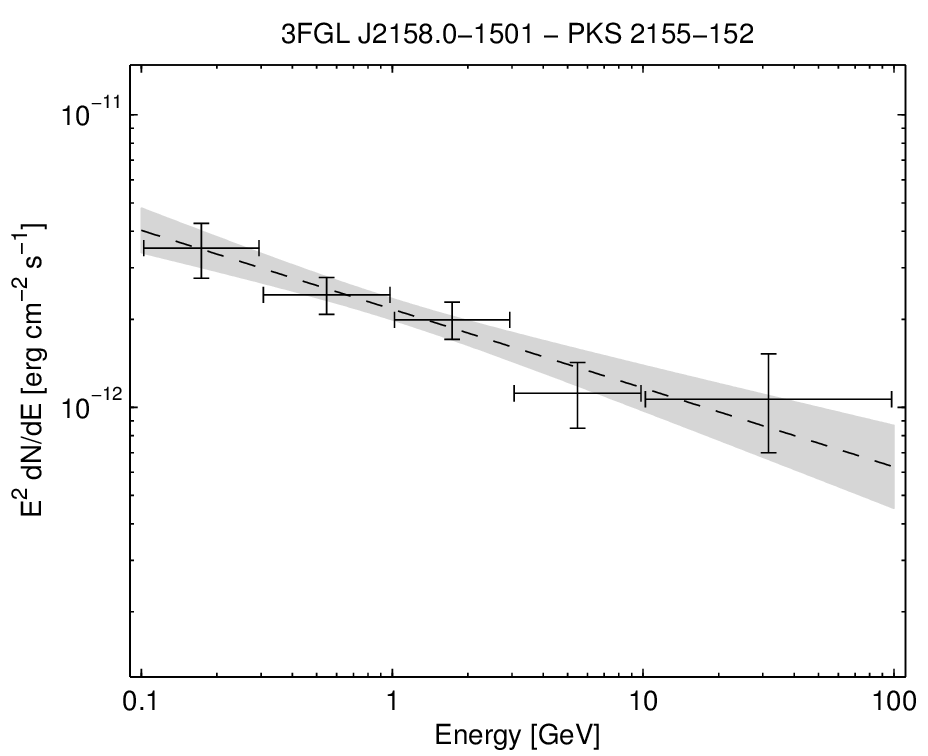 3FGL J2158.0−1501 − PKS 2155−152
10⁻¹¹
10⁻¹²
E² dN/dE [erg cm⁻² s⁻¹]
0.1 1 10 100
Energy [GeV]